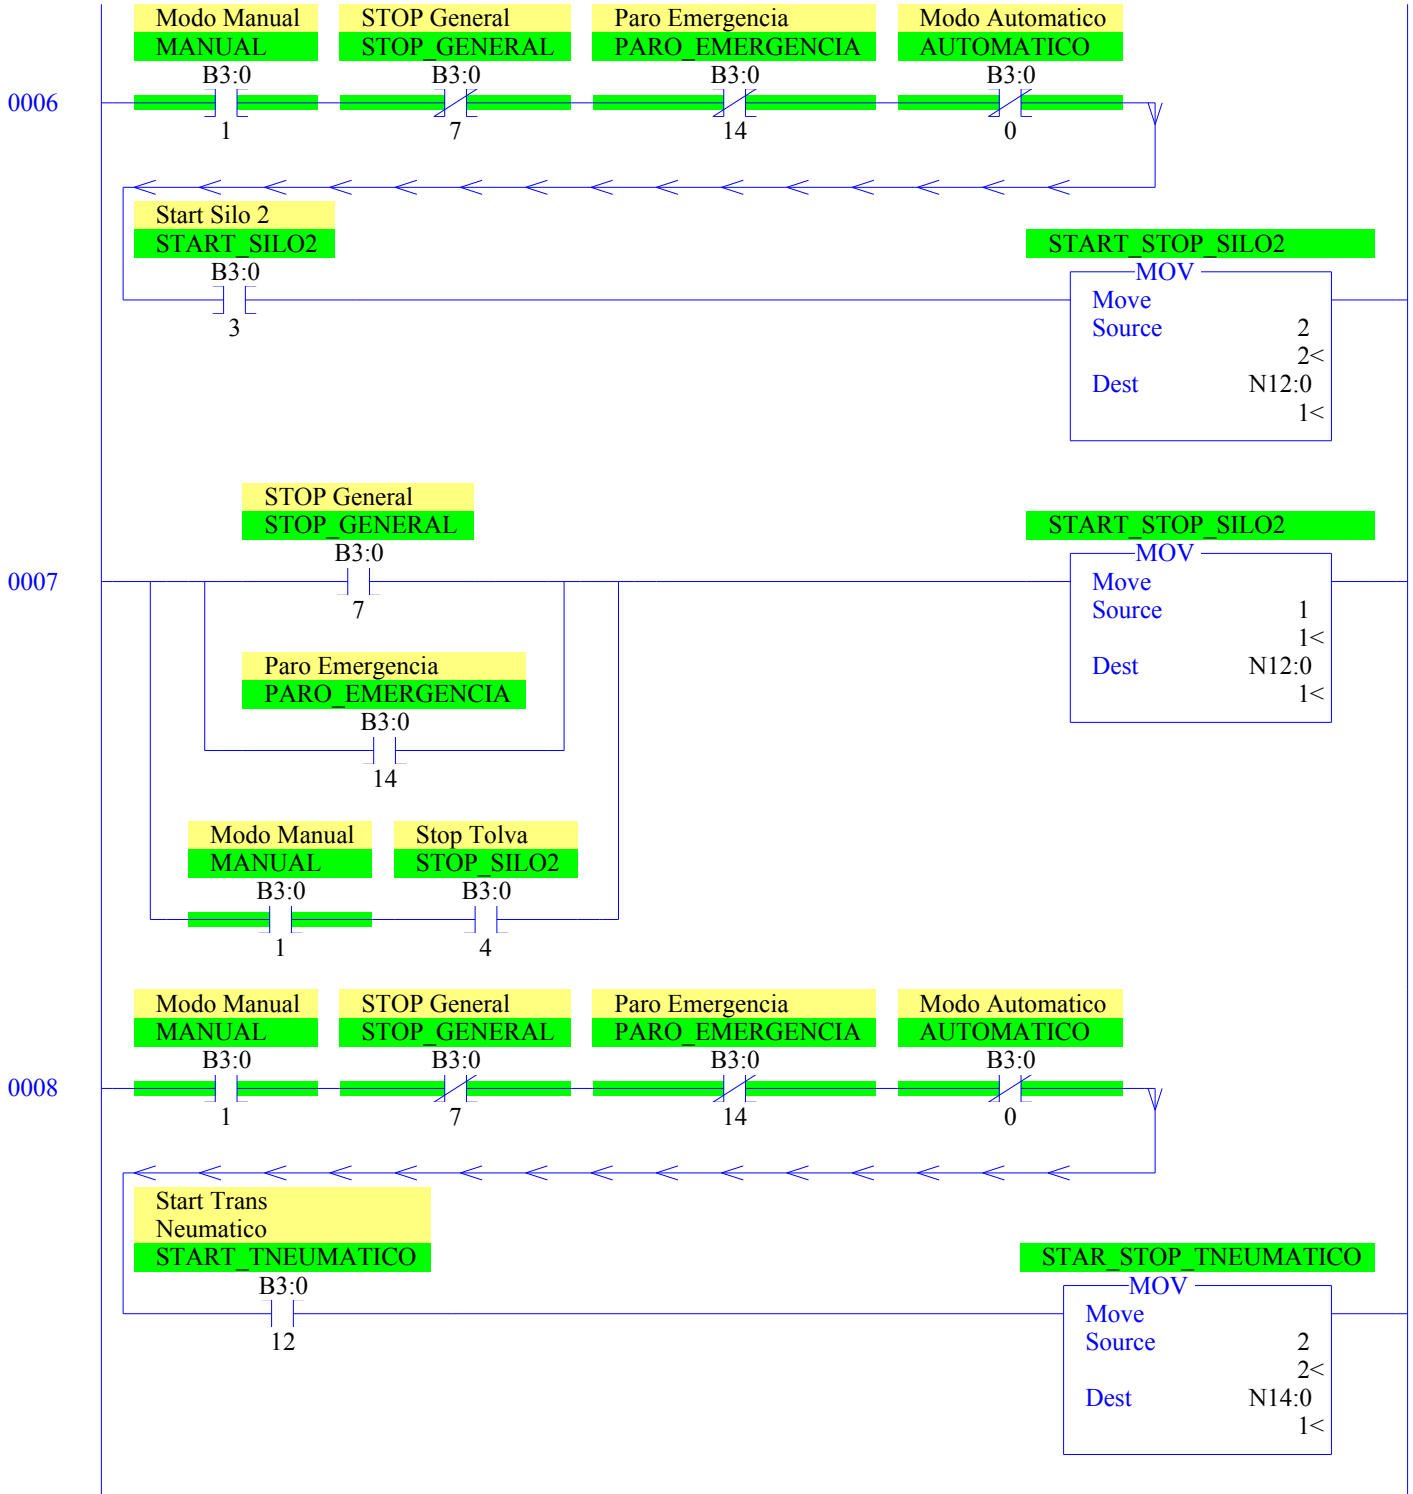 Modo Manual STOP General Paro Emergencia Modo Automatico
MANUAL STOP_GENERAL PARO_EMERGENCIA AUTOMATICO
B3:0 B3:0 B3:0 B3:0
0006
1 7 14 0
Start Silo 2
START_SILO2 START_STOP_SILO2
B3:0 MOV
Move
3 Source 2
2<
Dest N12:0
1<
STOP General
STOP_GENERAL START_STOP_SILO2
B3:0 MOV
0007 Move
7 Source 1
1<
Paro Emergencia Dest N12:0
PARO_EMERGENCIA 1<
B3:0
14
Modo Manual Stop Tolva
MANUAL STOP_SILO2
B3:0 B3:0
1 4
Modo Manual STOP General Paro Emergencia Modo Automatico
MANUAL STOP_GENERAL PARO_EMERGENCIA AUTOMATICO
B3:0 B3:0 B3:0 B3:0
0008
1 7 14 0
Start Trans
Neumatico
START_TNEUMATICO STAR_STOP_TNEUMATICO
B3:0 MOV
Move
12 Source 2
2<
Dest N14:0
1<